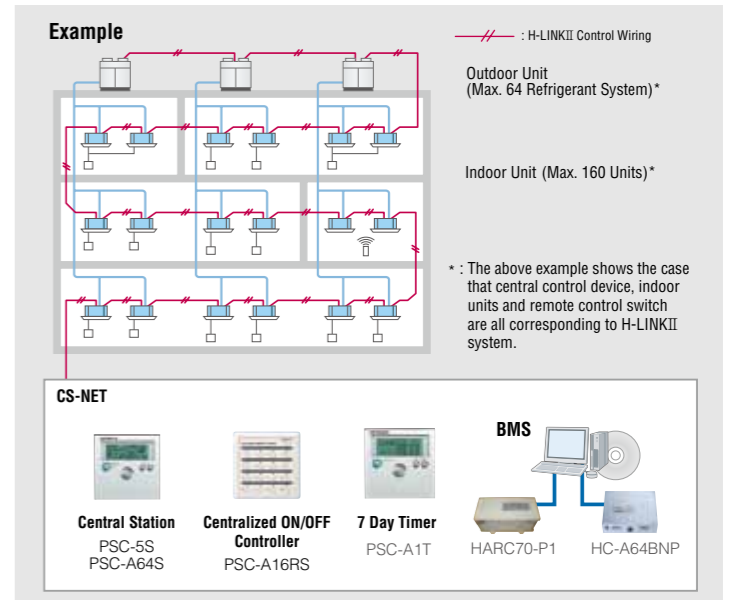 Example
: H-LINKⅡ Control Wiring
Outdoor Unit
(Max. 64 Refrigerant System)*
Indoor Unit (Max. 160 Units)*
* : The above example shows the case
that central control device, indoor
units and remote control switch
are all corresponding to H-LINKⅡ
system.
CS-NET
BMS
Central Station
PSC-5S
PSC-A64S
Centralized ON/OFF
Controller
PSC-A16RS
7 Day Timer
PSC-A1T
HARC70-P1
HC-A64BNP